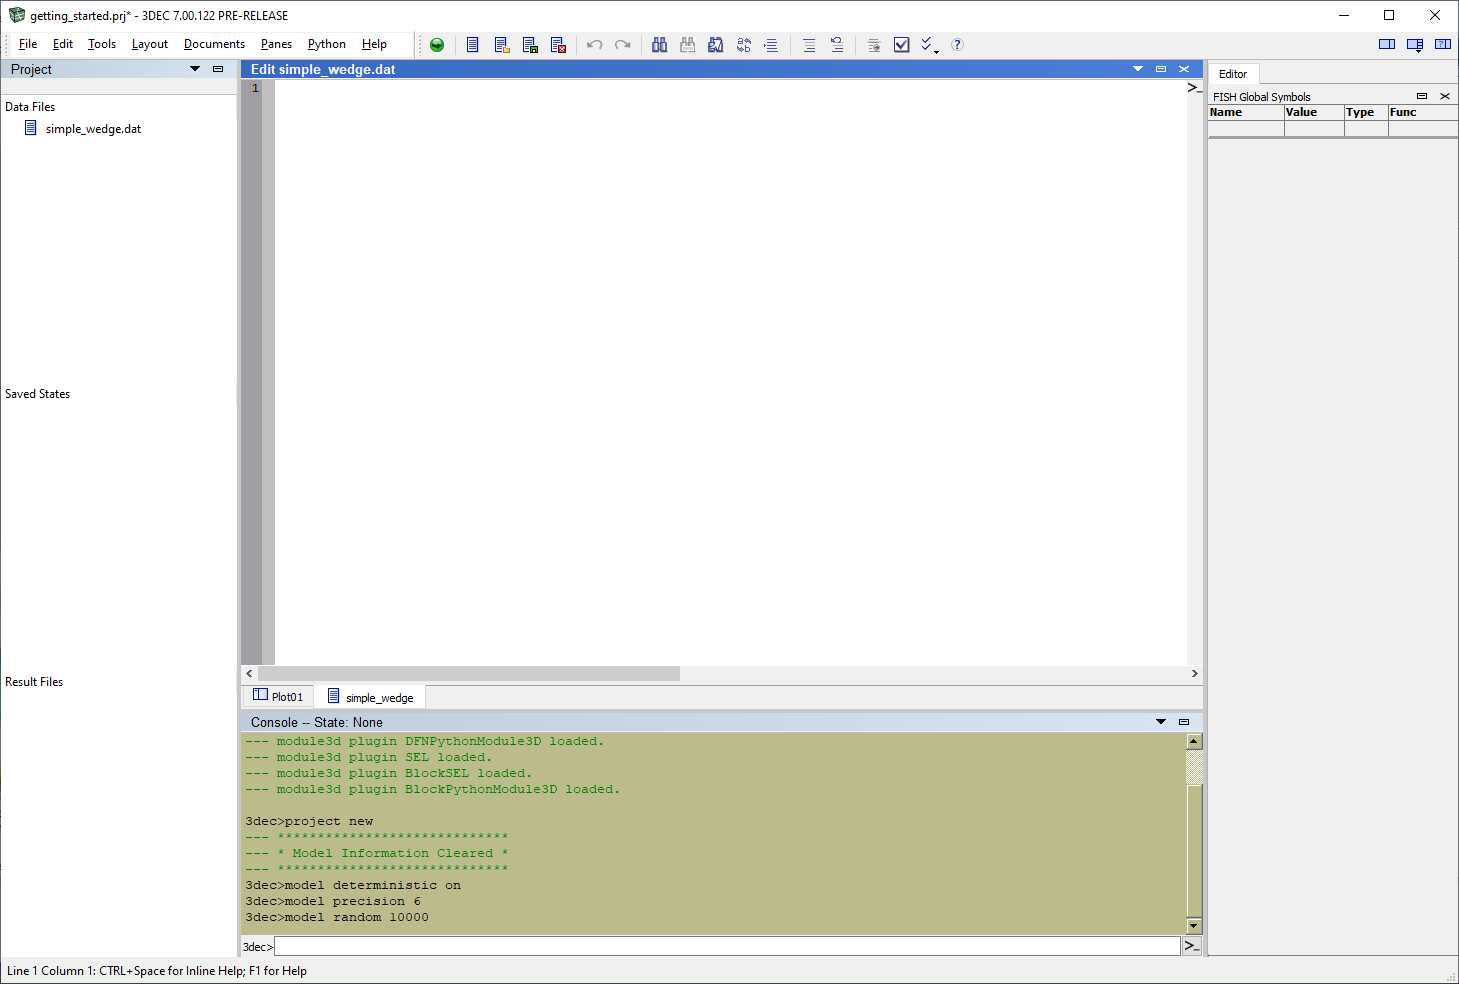 getting_started.prj* - 3DEC 7.00.122 PRE-RELEASE
File Edit Tools Layout Documents Panes Python Help
Project
Data Files
simple_wedge.dat
Saved States
Result Files
Edit simple_wedge.dat
1
Plot01 simple_wedge
Console -- State: None
--- module3d plugin DFNPythonModule3D loaded.
--- module3d plugin SEL loaded.
--- module3d plugin BlockSEL loaded.
--- module3d plugin BlockPythonModule3D loaded.
3dec>project new
--- *****************************
--- * Model Information Cleared *
--- *****************************
3dec>model deterministic on
3dec>model precision 6
3dec>model random 10000
3dec>
Editor
FISH Global Symbols
Name Value Type Func
Line 1 Column 1: CTRL+Space for Inline Help; F1 for Help